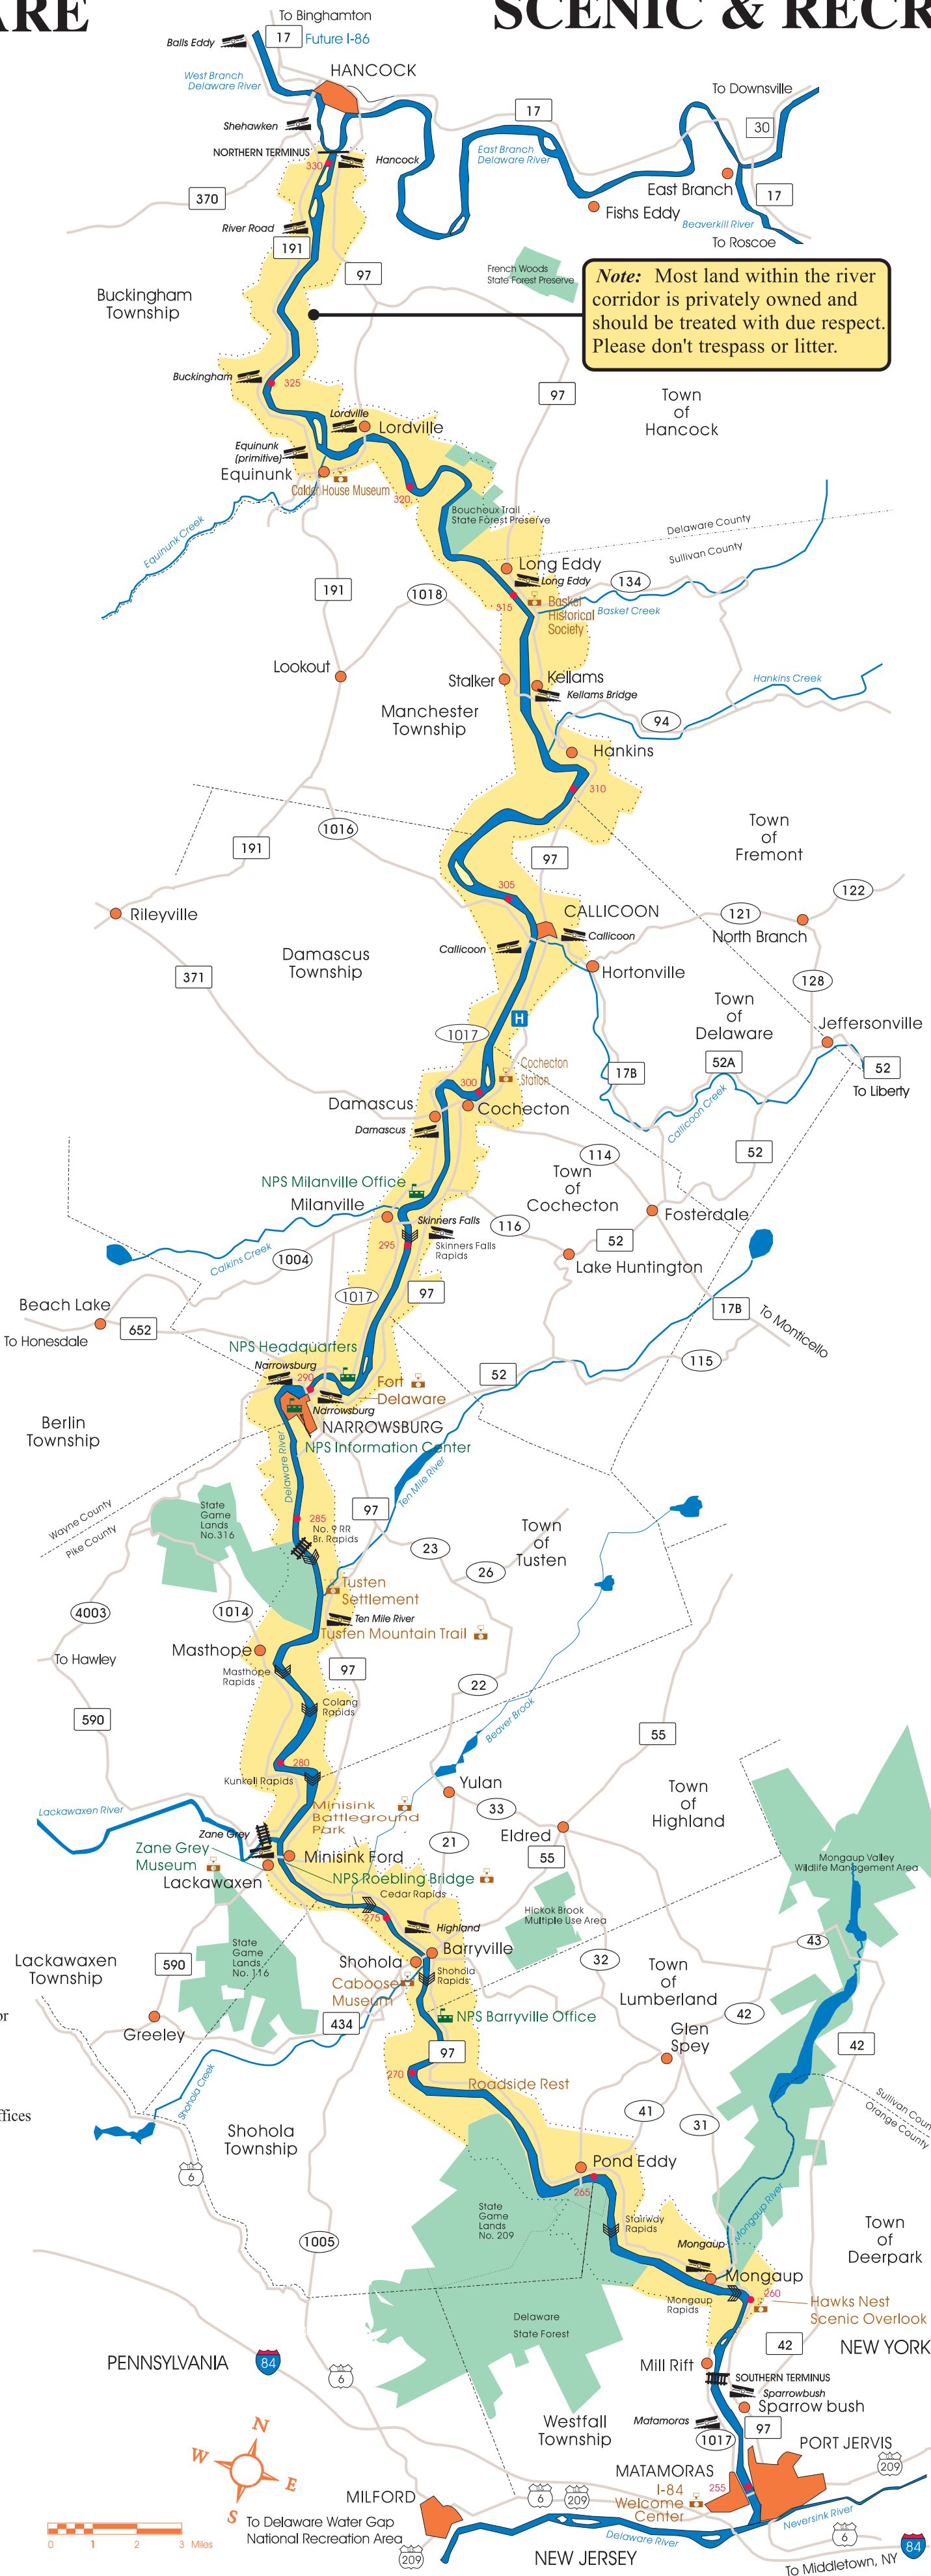 ARE
SCENIC & RECR
To Binghamton
17
Future I-86
Balls Eddy
HANCOCK
West Branch
Delaware River
To Downsville
17
30
Shehawken
NORTHERN TERMINUS
Hancock
East Branch
Delaware River
330
East Branch
17
370
Fishs Eddy
Beaverkill River
River Road
To Roscoe
191
97
French Woods
State Forest Preserve
Note: Most land within the river
corridor is privately owned and
should be treated with due respect.
Please don't trespass or litter.
Buckingham
Township
Buckingham
325
97
Town
of
Hancock
Lordville
Lordville
Equinunk
(primitive)
Equinunk
Calder House Museum
320
Bouchoux Trail
State Forest Preserve
Equinunk Creek
Delaware County
Sullivan County
Long Eddy
Long Eddy
134
191
1018
315
Basket
Historical
Society
Basket Creek
Lookout
Stalker
Kellams
Kellams Bridge
Hankins Creek
Manchester
Township
94
Hankins
310
1016
191
97
Town
of
Fremont
305
122
Rileyville
CALLICOON
121
North Branch
Callicoon
Callicoon
Damascus
Township
Hortonville
371
128
Town
of
Delaware
H
Jeffersonville
1017
Cochecton
Station
52A
52
To Liberty
17B
300
Damascus
Cochecton
Callicoon Creek
Damascus
114
52
NPS Milanville Office
Town
of
Cochecton
Milanville
Skinners Falls
116
Fosterdale
295
Skinners Falls
Rapids
52
Calkins Creek
1004
Lake Huntington
1017
97
Beach Lake
17B
To Monticello
652
To Honesdale
NPS Headquarters
115
Narrowsburg
290
52
Fort
Delaware
Narrowsburg
NARROWSBURG
Berlin
Township
NPS Information Center
Delaware River
Ten Mile River
Wayne County
Pike County
State
Game
Lands
No.316
285
97
No. 9 RR
Br. Rapids
Town
of
Tusten
23
26
Tusten
Settlement
4003
1014
Ten Mile River
Tusten Mountain Trail
Masthope
To Hawley
Masthope
Rapids
97
22
Colang
Rapids
590
Beaver Brook
55
280
Kunkeli Rapids
Yulan
Town
of
Highland
Minisink
Battleground
Park
33
Lackawaxen River
Zane Grey
21
Eldred
55
Zane Grey
Museum
Minisink Ford
Mongaup Valley
Wildlife Management Area
Lackawaxen
NPS Roebling Bridge
Cedar Rapids
275
Hickok Brook
Multiple Use Area
Highland
43
State
Game
Lands
No. 116
Barryville
Lackawaxen
Township
590
Shohola
32
Shohola
Rapids
Town
of
Lumberland
Caboose
Museum
or
NPS Barryville Office
42
434
Greeley
Glen
Spey
97
42
270
Roadside Rest
Shohola Creek
Sullivan Coun
Orange County
ffices
41
31
Shohola
Township
6
Pond Eddy
265
State
Game
Lands
No. 209
Stairway
Rapids
Mongaup River
Town
of
Deerpark
1005
Mongaup
Mongaup
260
Mongaup
Rapids
Hawks Nest
Scenic Overlook
Delaware
State Forest
42
NEW YORK
PENNSYLVANIA
84
Mill Rift
6
SOUTHERN TERMINUS
Sparrowbush
Sparrow bush
Matamoras
Westfall
Township
97
1017
N
W
E
S
PORT JERVIS
209
MATAMORAS
255
I-84
Welcome
Center
MILFORD
6
209
To Delaware Water Gap
National Recreation Area
Neversink River
0 1 2 3 Miles
Delaware River
6
84
209
NEW JERSEY
To Middletown, NY